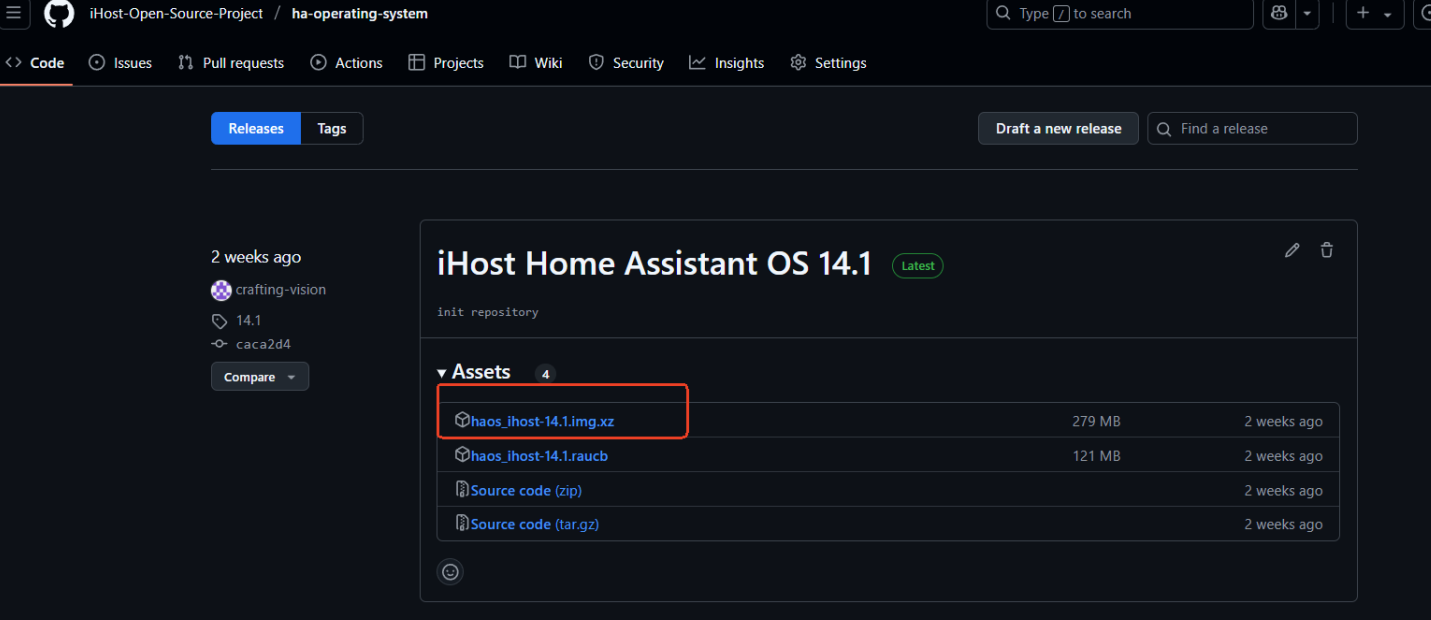 iHost-Open-Source-Project / ha-operating-system
Type / to search
Code Issues Pull requests Actions Projects Wiki Security Insights Settings
Releases Tags
Draft a new release
Find a release
2 weeks ago
crafting-vision
14.1
caca2d4
Compare
iHost Home Assistant OS 14.1 Latest
init repository
Assets 4
haos_ihost-14.1.img.xz 279 MB 2 weeks ago
haos_ihost-14.1.raucb 121 MB 2 weeks ago
Source code (zip) 2 weeks ago
Source code (tar.gz) 2 weeks ago